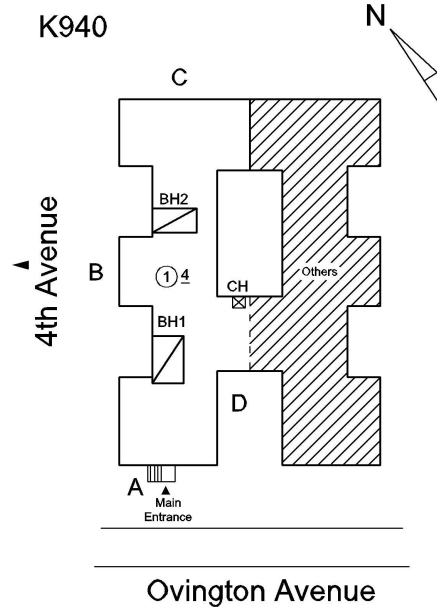 K940
N
C
BH2
4th Avenue
B
1 4
Others
CH
BH1
D
A
Main
Entrance
Ovington Avenue